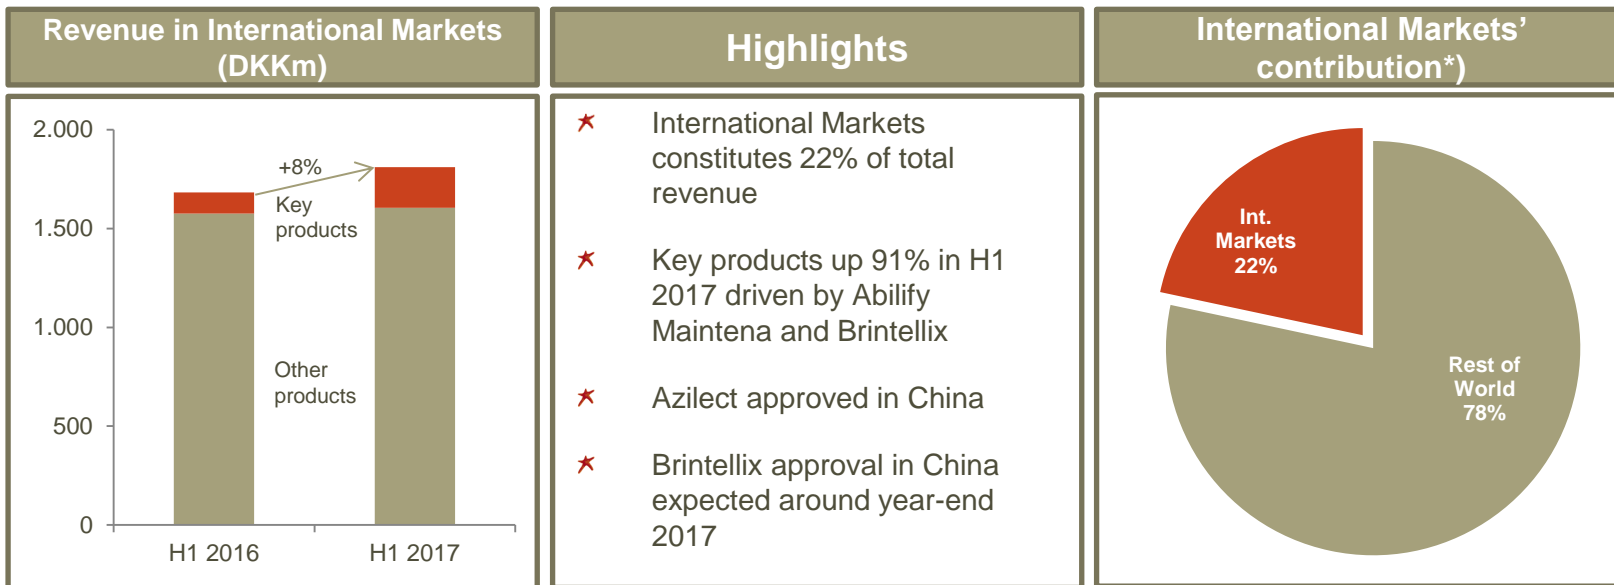 Revenue in International Markets
(DKKm)
2.000
1.500
1.000
500
0
+8%
Key
products
Other
products
H1 2016
H1 2017
Highlights
International Markets
constitutes 22% of total
revenue
Key products up 91% in H1
2017 driven by Abilify
Maintena and Brintellix
Azilect approved in China
Brintellix approval in China
expected around year-end
2017
International Markets’
contribution*)
Int.
Markets
22%
Rest of
World
78%